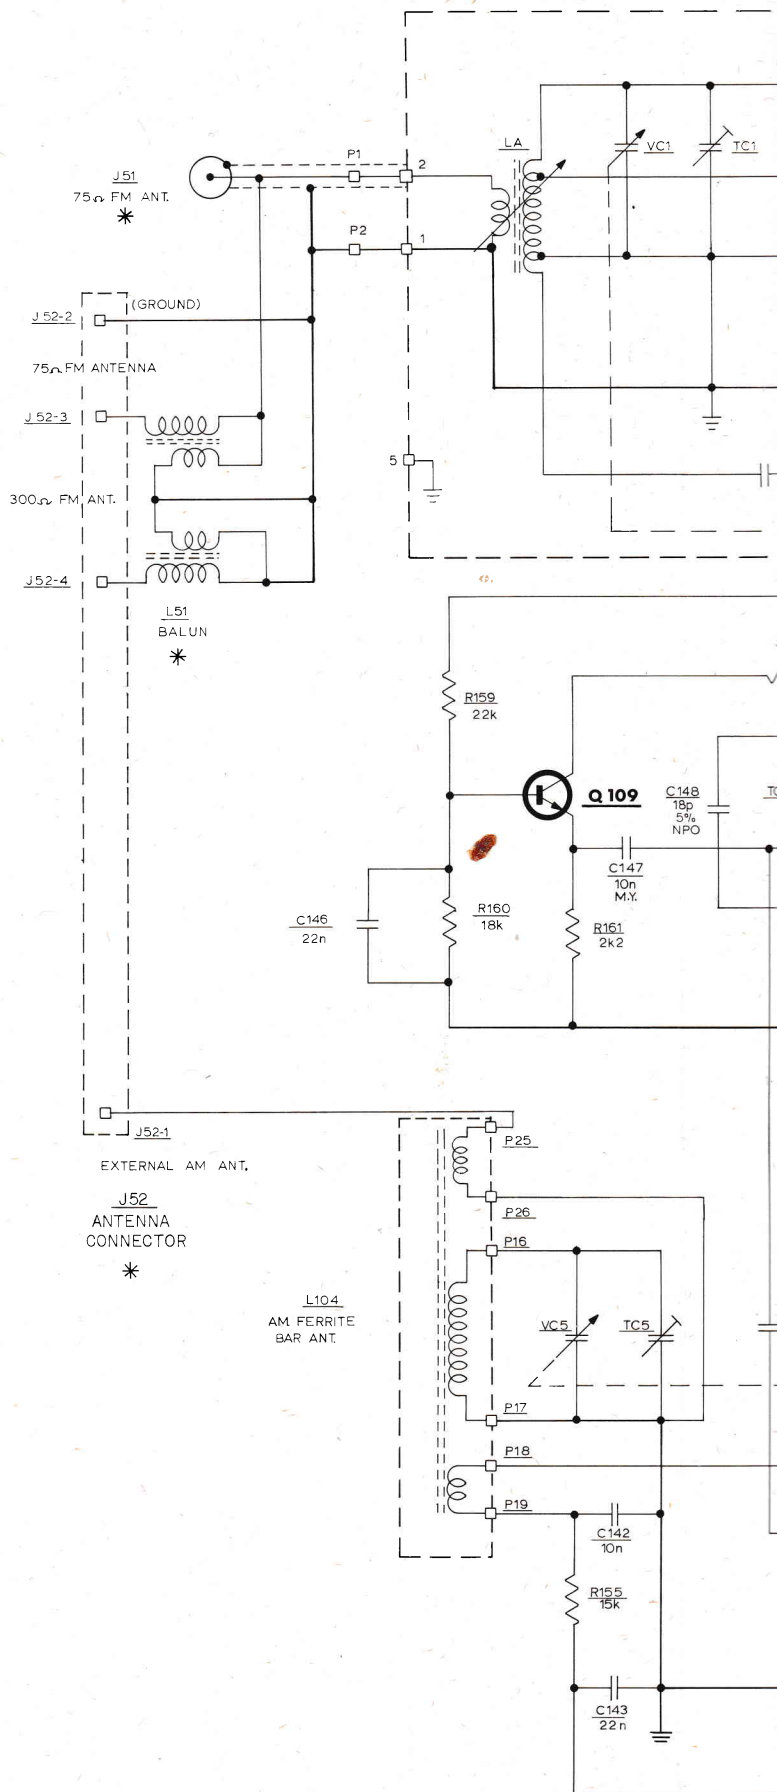 LA
VC1
TC1
P1
2
J51
75Ω FM ANT.
*
P2
1
(GROUND)
J52-2
75Ω FM ANTENNA
J52-3
5
300Ω FM ANT.
J52-4
L51
BALUN
*
R159
22k
Q109
C148
18p
5%
NPO
C147
10n
M.Y.
C146
22n
R160
18k
R161
2k2
J52-1
EXTERNAL AM ANT.
J52
ANTENNA
CONNECTOR
*
P25
P26
P16
L104
AM FERRITE
BAR ANT.
VC5
TC5
P17
P18
P19
C142
10n
R155
15k
C143
22n